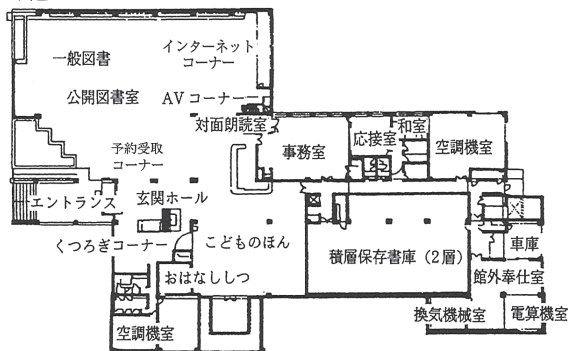 インターネット
コーナー
一般図書
公開図書室
AVコーナー
対面朗読室
事務室
応接室
和室
空調機室
予約受取
コーナー
エントランス
玄関ホール
くつろぎコーナー
こどものほん
おはなししつ
積層保存書庫(2層)
車庫
館外奉仕室
換気機械室
電算機室
空調機室